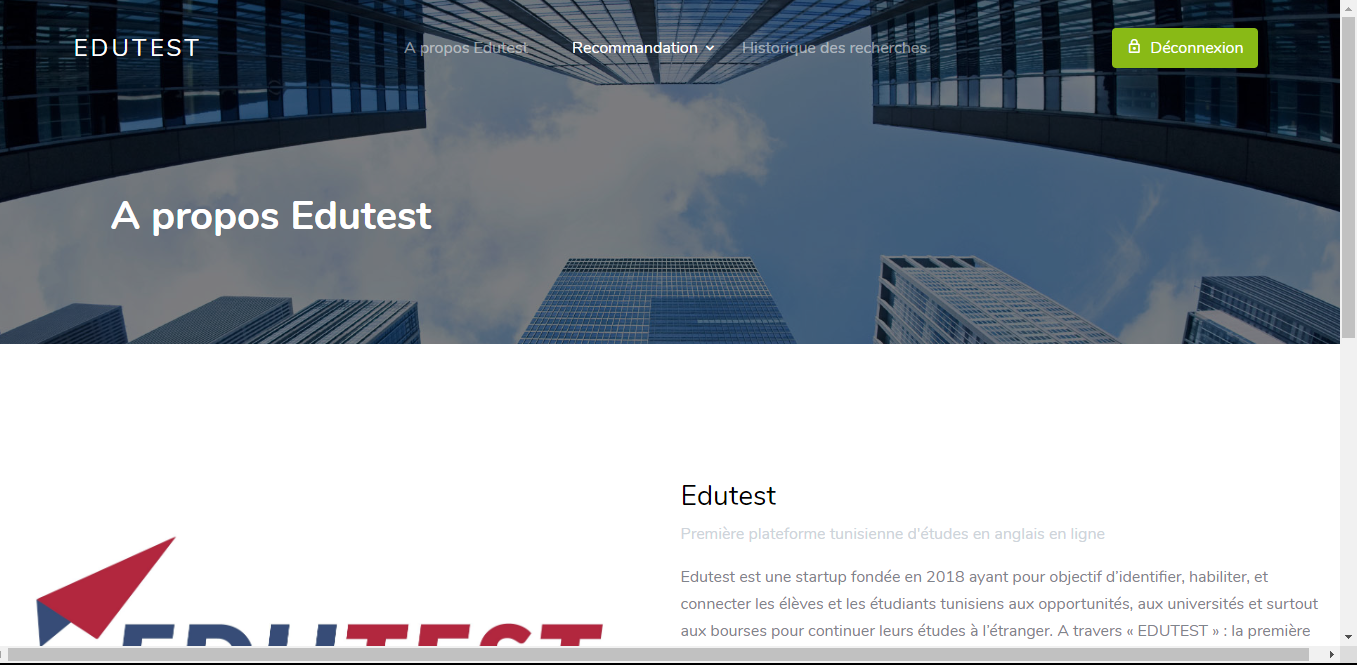 EDUTEST
A propos Edutest
Recommandation
Historique des recherches
Déconnexion
A propos Edutest
Edutest
Première plateforme tunisienne d'études en anglais en ligne
Edutest est une startup fondée en 2018 ayant pour objectif d'identifier, habiliter, et
connecter les élèves et les étudiants tunisiens aux opportunités, aux universités et surtout
aux bourses pour continuer leurs études à l'étranger. A travers « EDUTEST » : la première
EDUTEST